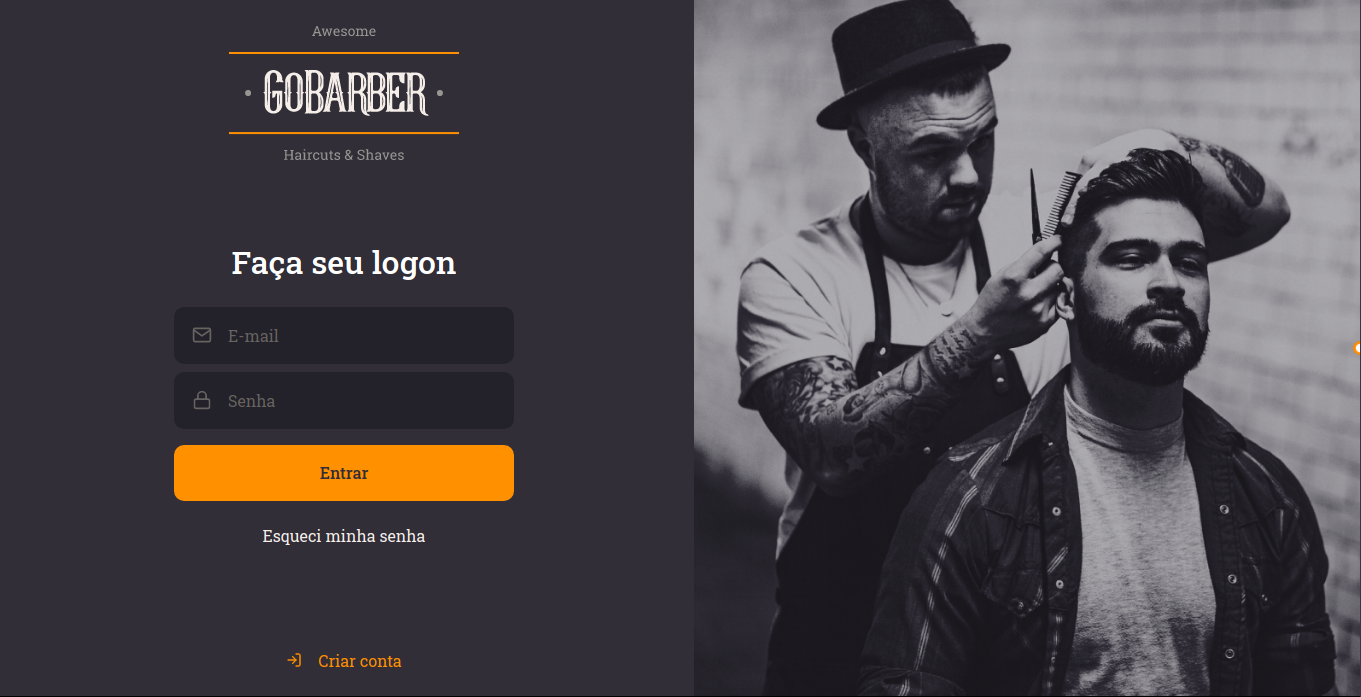 Awesome
GoBARBER
Haircuts & Shaves
Faça seu logon
E-mail
Senha
Entrar
Esqueci minha senha
Criar conta